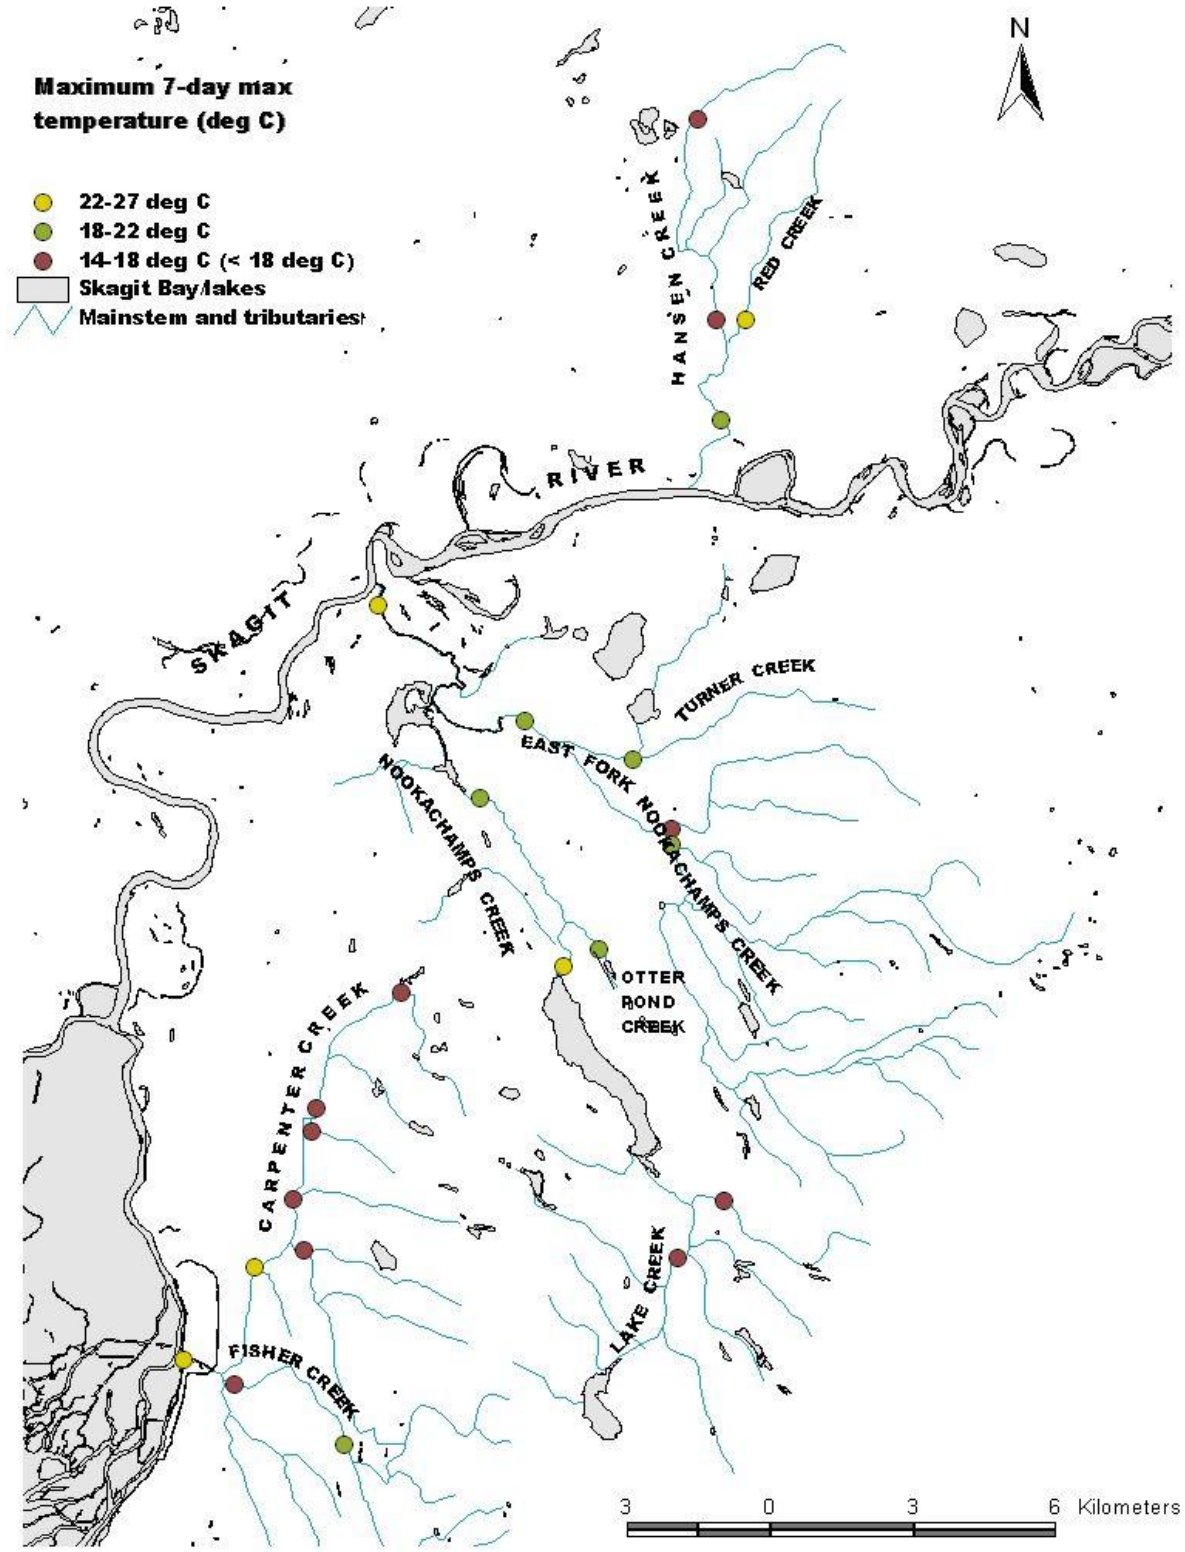 N
Maximum 7-day max
temperature (deg C)
22-27 deg C
18-22 deg C
14-18 deg C (< 18 deg C)
Skagit Bay/lakes
Mainstem and tributaries
HANSEN CREEK
RED CREEK
SKAGIT RIVER
TURNER CREEK
EAST FORK NOOKACHAMPS CREEK
NOOKACHAMPS CREEK
OTTER
POND
CREEK
CARPENTER CREEK
LAKE CREEK
FISHER CREEK
3 0 3 6 Kilometers